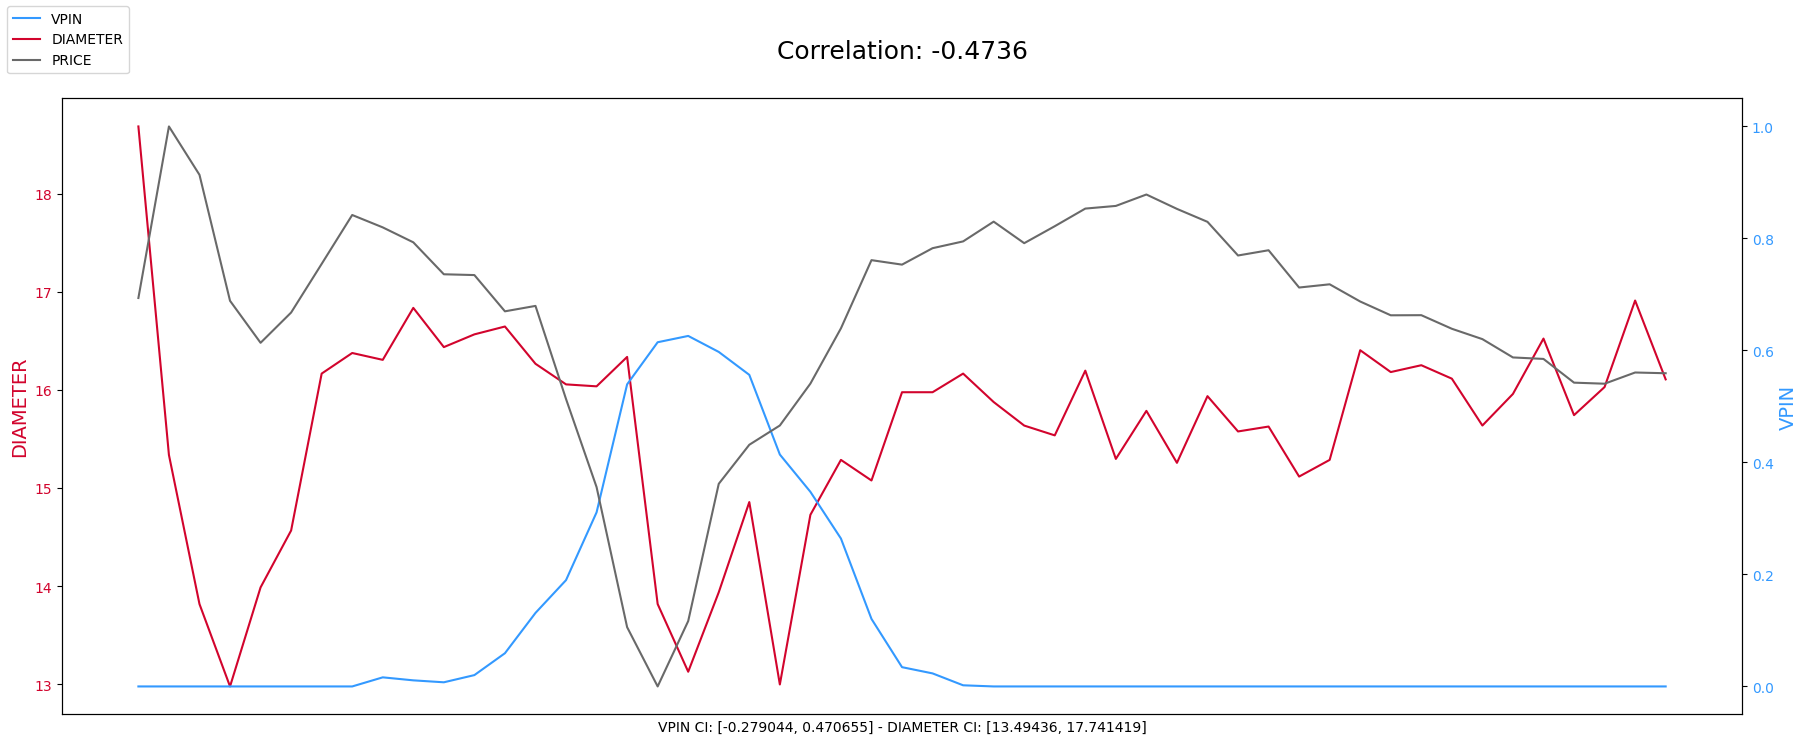 VPIN
DIAMETER
PRICE
Correlation: -0.4736
18
17
16
15
14
13
DIAMETER
1.0
0.8
0.6
0.4
0.2
0.0
VPIN
VPIN CI: [-0.279044, 0.470655] - DIAMETER CI: [13.49436, 17.741419]